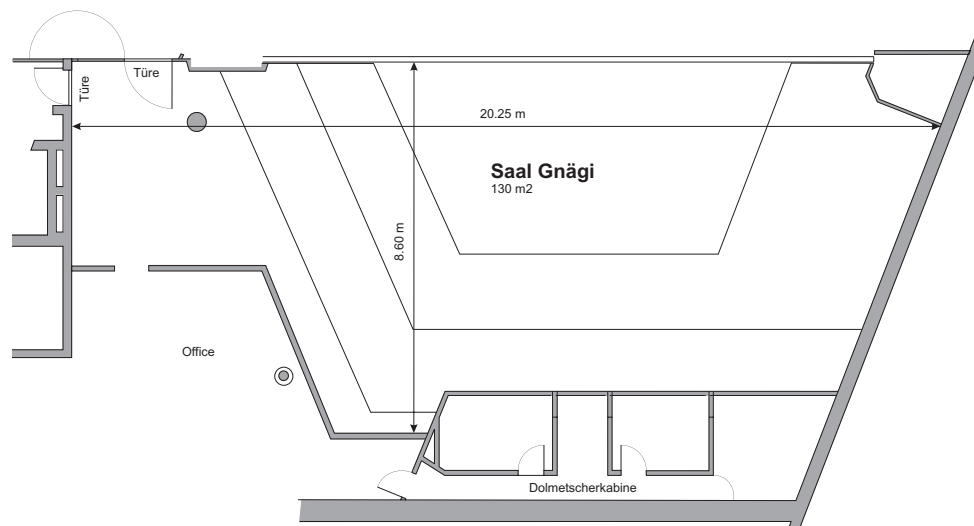 Türe
Türe
20.25 m
Saal Gnägi
130 m2
8.60 m
Office
Dolmetscherkabine